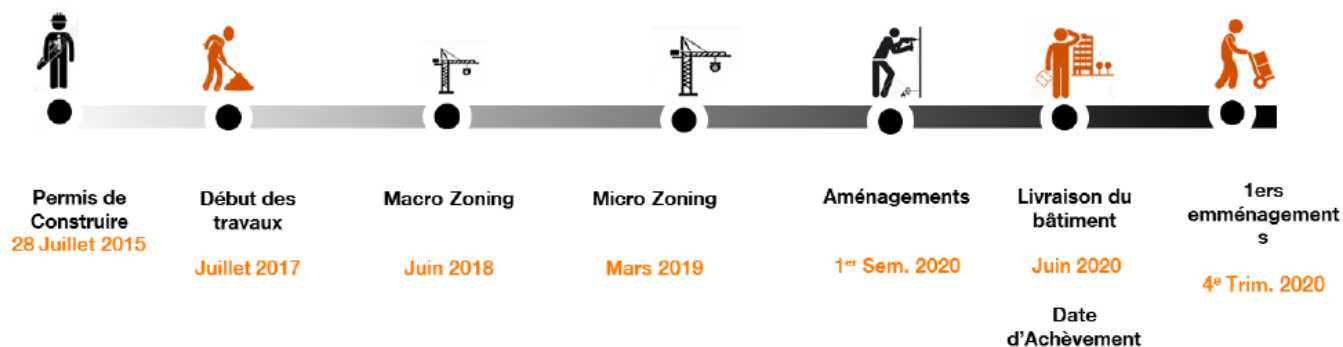 Permis de
Construire
28 Juillet 2015
Début des
travaux
Juillet 2017
Macro Zoning
Juin 2018
Micro Zoning
Mars 2019
Aménagements
1er Sem. 2020
Livraison du
bâtiment
Juin 2020
Date
d'Achèvement
1ers
emménagement
s
4e Trim. 2020